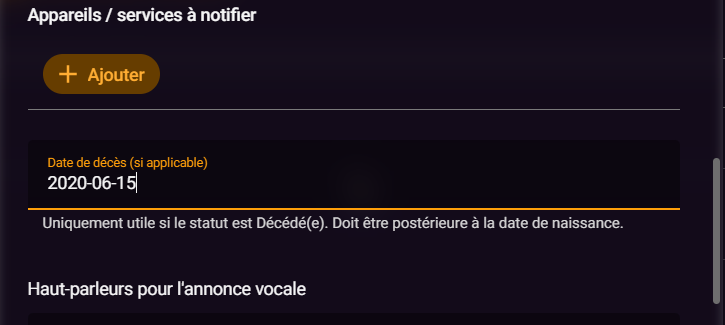 Appareils / services à notifier
Ajouter
Date de décès (si applicable)
2020-06-15
Uniquement utile si le statut est Décédé(e). Doit être postérieure à la date de naissance.
Haut-parleurs pour l'annonce vocale